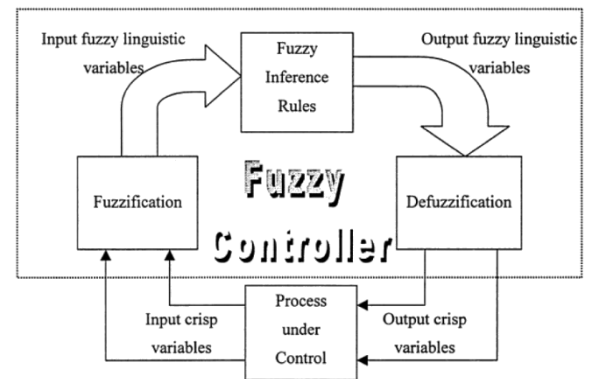 Input fuzzy linguistic
variables
Fuzzy
Inference
Rules
Output fuzzy linguistic
variables
Fuzzification
Fuzzy
Controller
Defuzzification
Input crisp
variables
Process
under
Control
Output crisp
variables